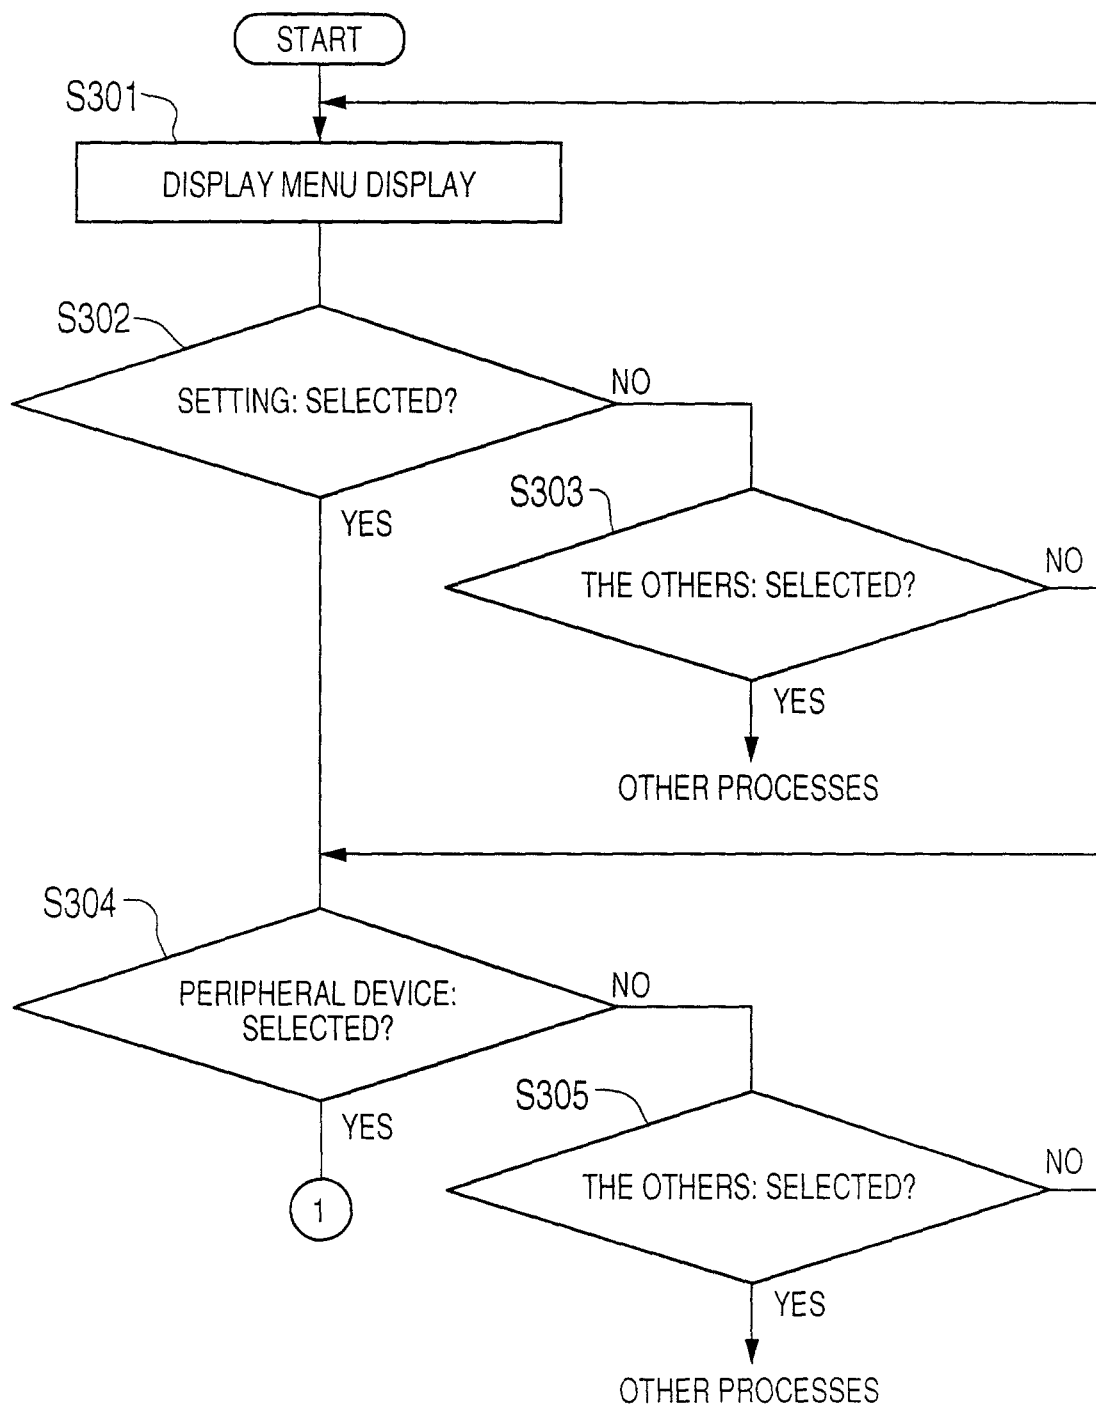 START
S301
DISPLAY MENU DISPLAY
S302
SETTING: SELECTED?
NO
YES
S303
THE OTHERS: SELECTED?
NO
YES
OTHER PROCESSES
S304
PERIPHERAL DEVICE:
SELECTED?
NO
YES
1
S305
THE OTHERS: SELECTED?
NO
YES
OTHER PROCESSES